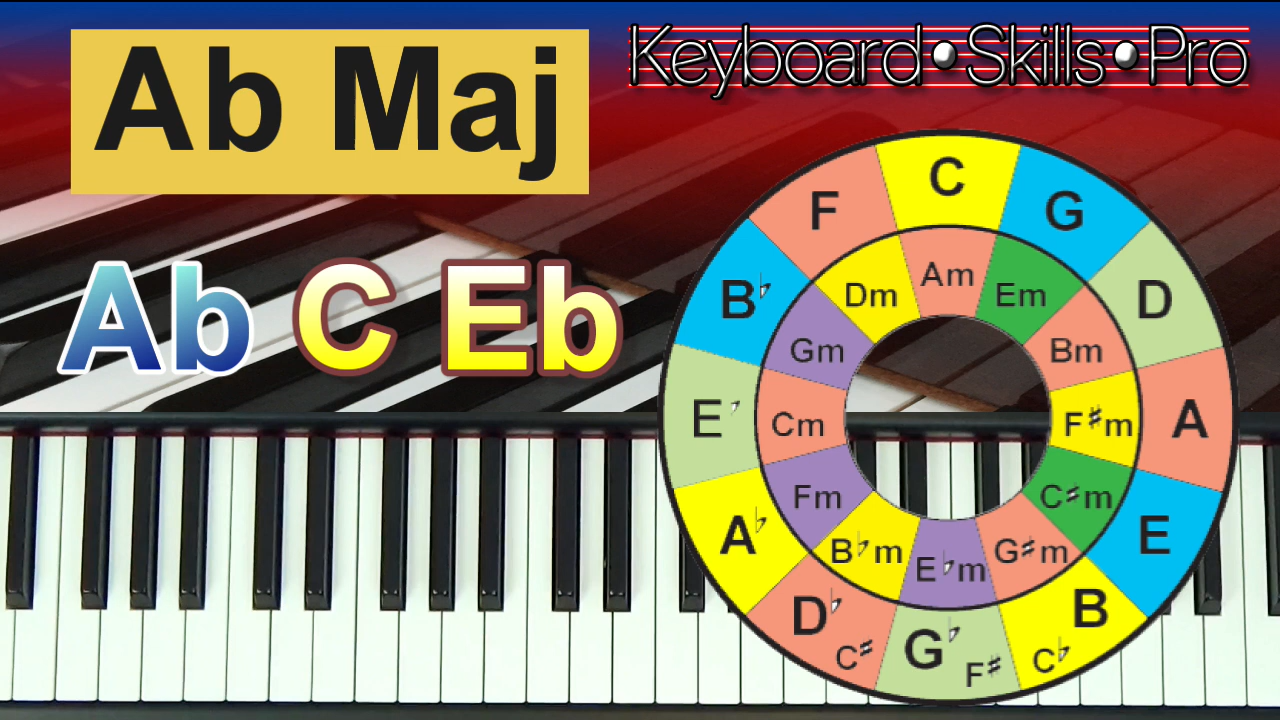 Ab Maj
Keyboard•Skills•Pro
Ab C Eb
C
G
D
A
E
B
C♭
G♭
F♯
D♭
C♯
A♭
E♭
B♭
F
Am
Em
Bm
F♯m
C♯m
G♯m
E♭m
B♭m
Fm
Cm
Gm
Dm